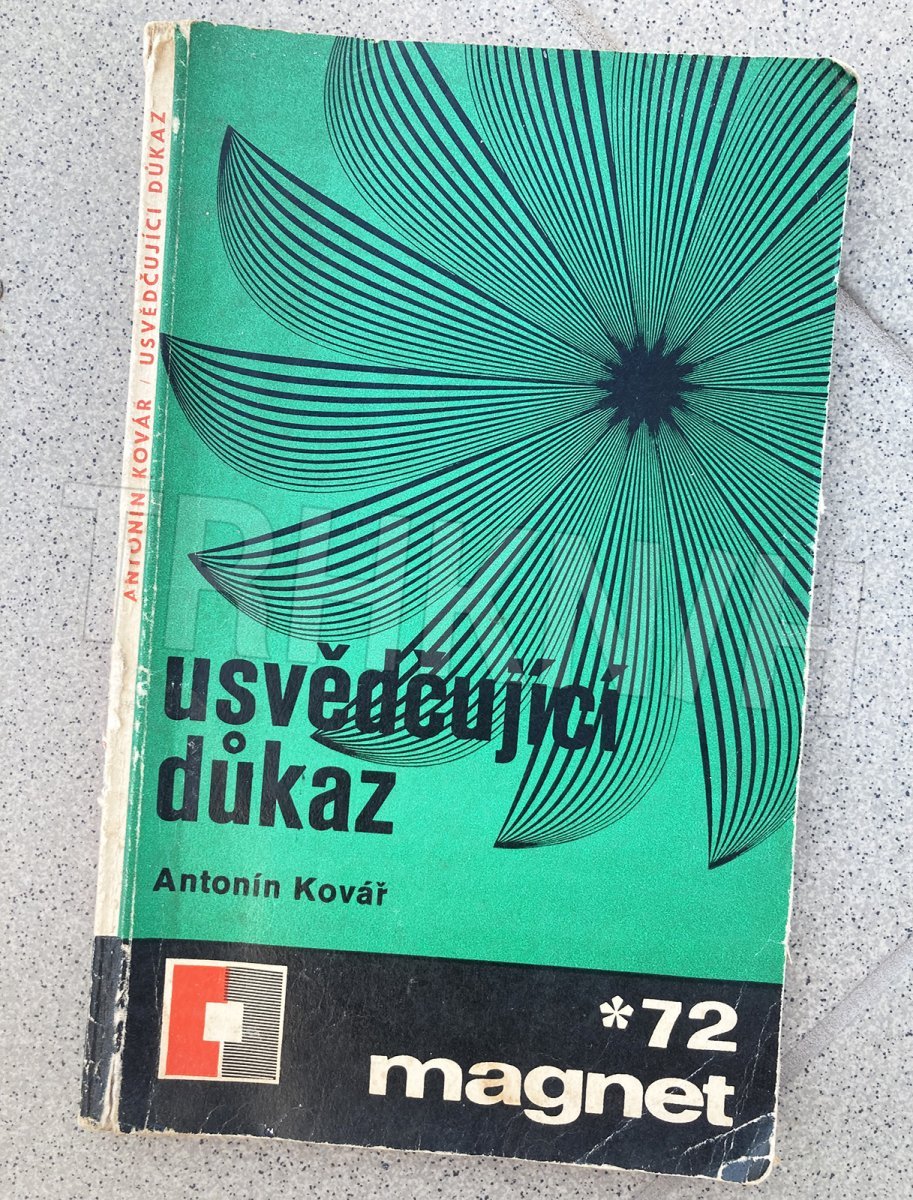 ANTONÍN KOVÁŘ / USVĚDČUJÍCÍ DŮKAZ
usvědčující
důkaz
Antonín Kovář
*72
magnet